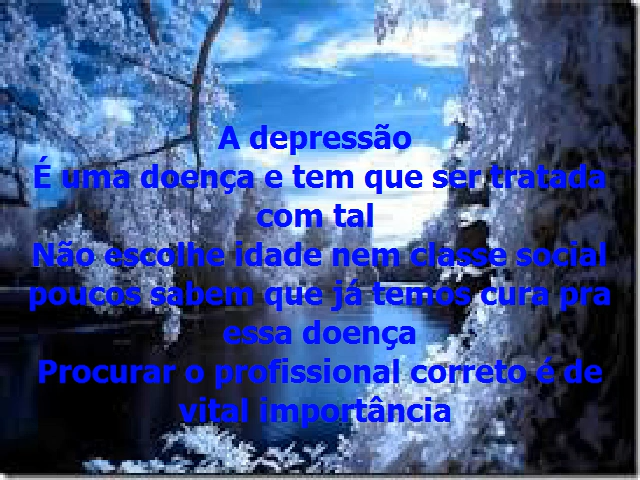 A depressão
É uma doença e tem que ser tratada
com tal
Não escolhe idade nem classe social
poucos sabem que já temos cura pra
essa doença
Procurar o profissional correto é de
vital importância